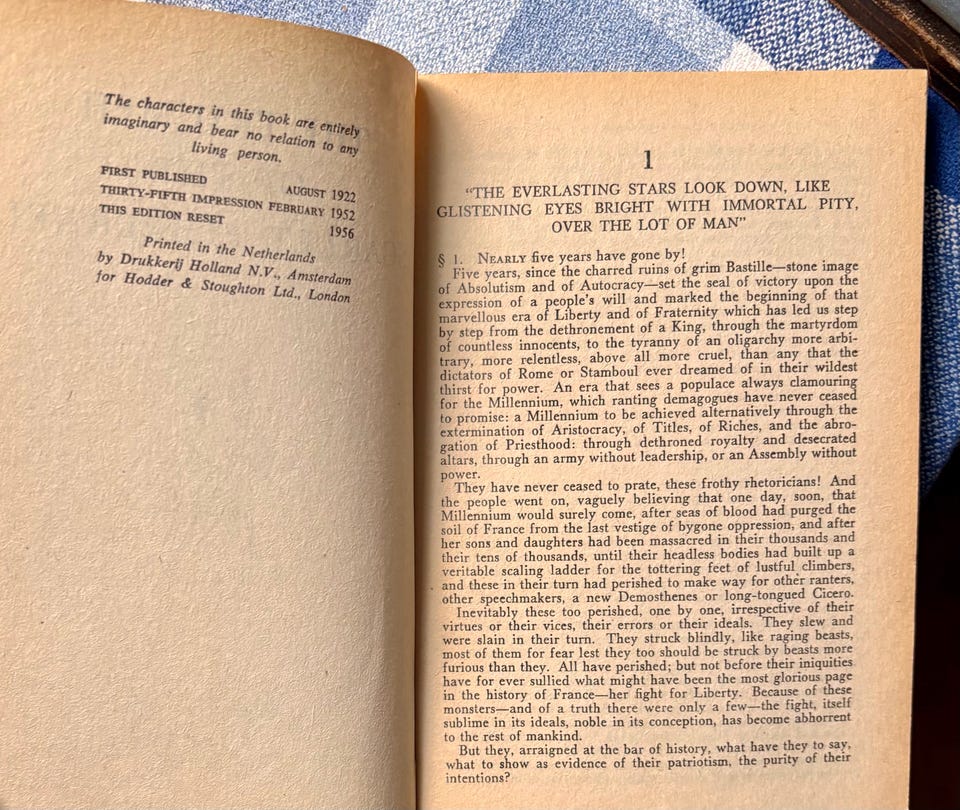 The characters in this book are entirely
imaginary and bear no relation to any
living person.
FIRST PUBLISHED AUGUST 1922
THIRTY-FIFTH IMPRESSION FEBRUARY 1952
THIS EDITION RESET 1956
Printed in the Netherlands
by Drukkerij Holland N.V., Amsterdam
for Hodder & Stoughton Ltd., London
1
“THE EVERLASTING STARS LOOK DOWN, LIKE
GLISTENING EYES BRIGHT WITH IMMORTAL PITY,
OVER THE LOT OF MAN”
§ 1. NEARLY five years have gone by!
Five years, since the charred ruins of grim Bastille—stone image
of Absolutism and of Autocracy—set the seal of victory upon the
expression of a people's will and marked the beginning of that
marvellous era of Liberty and of Fraternity which has led us step
by step from the dethronement of a King, through the martyrdom
of countless innocents, to the tyranny of an oligarchy more arbi-
trary, more relentless, above all more cruel, than any that the
dictators of Rome or Stamboul ever dreamed of in their wildest
thirst for power. An era that sees a populace always clamouring
for the Millennium, which ranting demagogues have never ceased
to promise: a Millennium to be achieved alternatively through the
extermination of Aristocracy, of Titles, of Riches, and the abro-
gation of Priesthood: through dethroned royalty and desecrated
altars, through an army without leadership, or an Assembly without
power.
They have never ceased to prate, these frothy rhetoricians! And
the people went on, vaguely believing that one day, soon, that
Millennium would surely come, after seas of blood had purged the
soil of France from the last vestige of bygone oppression, and after
her sons and daughters had been massacred in their thousands and
their tens of thousands, until their headless bodies had built up a
veritable scaling ladder for the tottering feet of lustful climbers,
and these in their turn had perished to make way for other ranters,
other speechmakers, a new Demosthenes or long-tongued Cicero.
Inevitably these too perished, one by one, irrespective of their
virtues or their vices, their errors or their ideals. They slew and
were slain in their turn. They struck blindly, like raging beasts,
most of them for fear lest they too should be struck by beasts more
furious than they. All have perished; but not before their iniquities
have for ever sullied what might have been the most glorious page
in the history of France—her fight for Liberty. Because of these
monsters—and of a truth there were only a few—the fight, itself
sublime in its ideals, noble in its conception, has become abhorrent
to the rest of mankind.
But they, arraigned at the bar of history, what have they to say,
what to show as evidence of their patriotism, the purity of their
intentions?